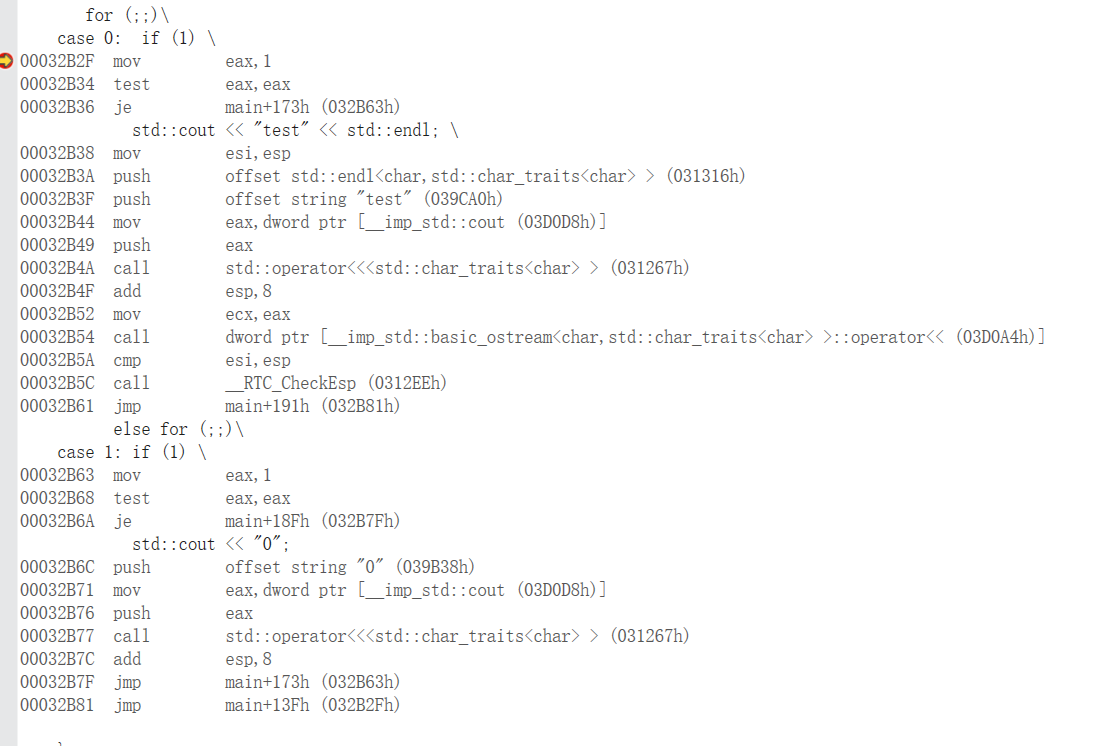 for (;;)\
case 0:  if (1) \
00032B2F  mov         eax,1
00032B34  test        eax,eax
00032B36  je          main+173h (032B63h)
std::cout << "test" << std::endl; \
00032B38  mov         esi,esp
00032B3A  push        offset std::endl<char,std::char_traits<char> > (031316h)
00032B3F  push        offset string "test" (039CA0h)
00032B44  mov         eax,dword ptr [__imp_std::cout (03D0D8h)]
00032B49  push        eax
00032B4A  call        std::operator<<<std::char_traits<char> > (031267h)
00032B4F  add         esp,8
00032B52  mov         ecx,eax
00032B54  call        dword ptr [__imp_std::basic_ostream<char,std::char_traits<char> >::operator<< (03D0A4h)]
00032B5A  cmp         esi,esp
00032B5C  call        __RTC_CheckEsp (0312EEh)
00032B61  jmp         main+191h (032B81h)
else for (;;)\
case 1: if (1) \
00032B63  mov         eax,1
00032B68  test        eax,eax
00032B6A  je          main+18Fh (032B7Fh)
std::cout << "0";
00032B6C  push        offset string "0" (039B38h)
00032B71  mov         eax,dword ptr [__imp_std::cout (03D0D8h)]
00032B76  push        eax
00032B77  call        std::operator<<<std::char_traits<char> > (031267h)
00032B7C  add         esp,8
00032B7F  jmp         main+173h (032B63h)
00032B81  jmp         main+13Fh (032B2Fh)